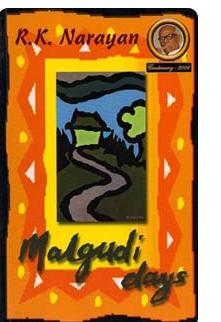 R.K. Narayan
Centenary - 2006
Malgudi
days